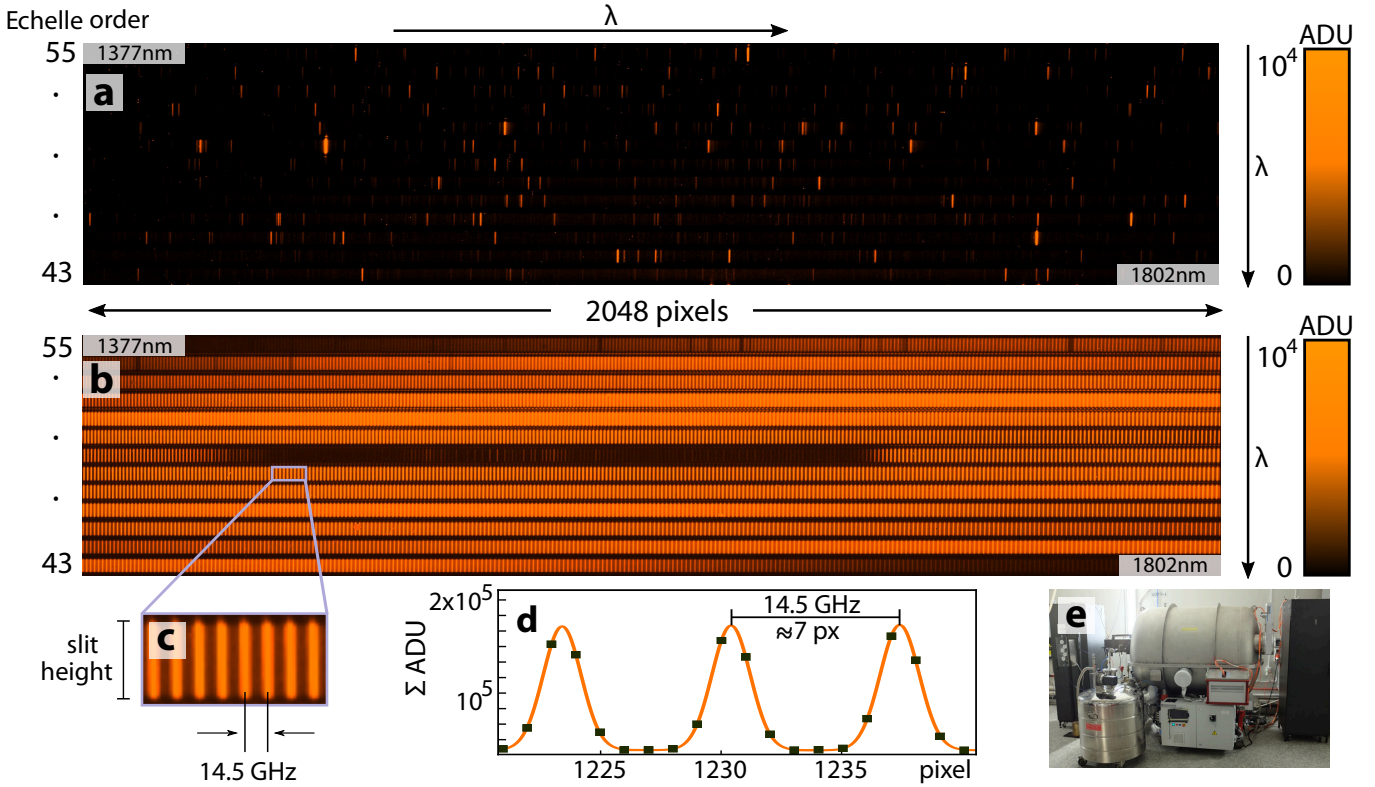 Echelle order
λ
ADU
55
1377nm
a
10⁴
λ
43
1802nm
0
2048 pixels
ADU
55
1377nm
b
10⁴
λ
43
1802nm
0
c
slit
height
14.5 GHz
2x10⁵
d
14.5 GHz
≈7 px
Σ ADU
10⁵
1225
1230
1235
pixel
e